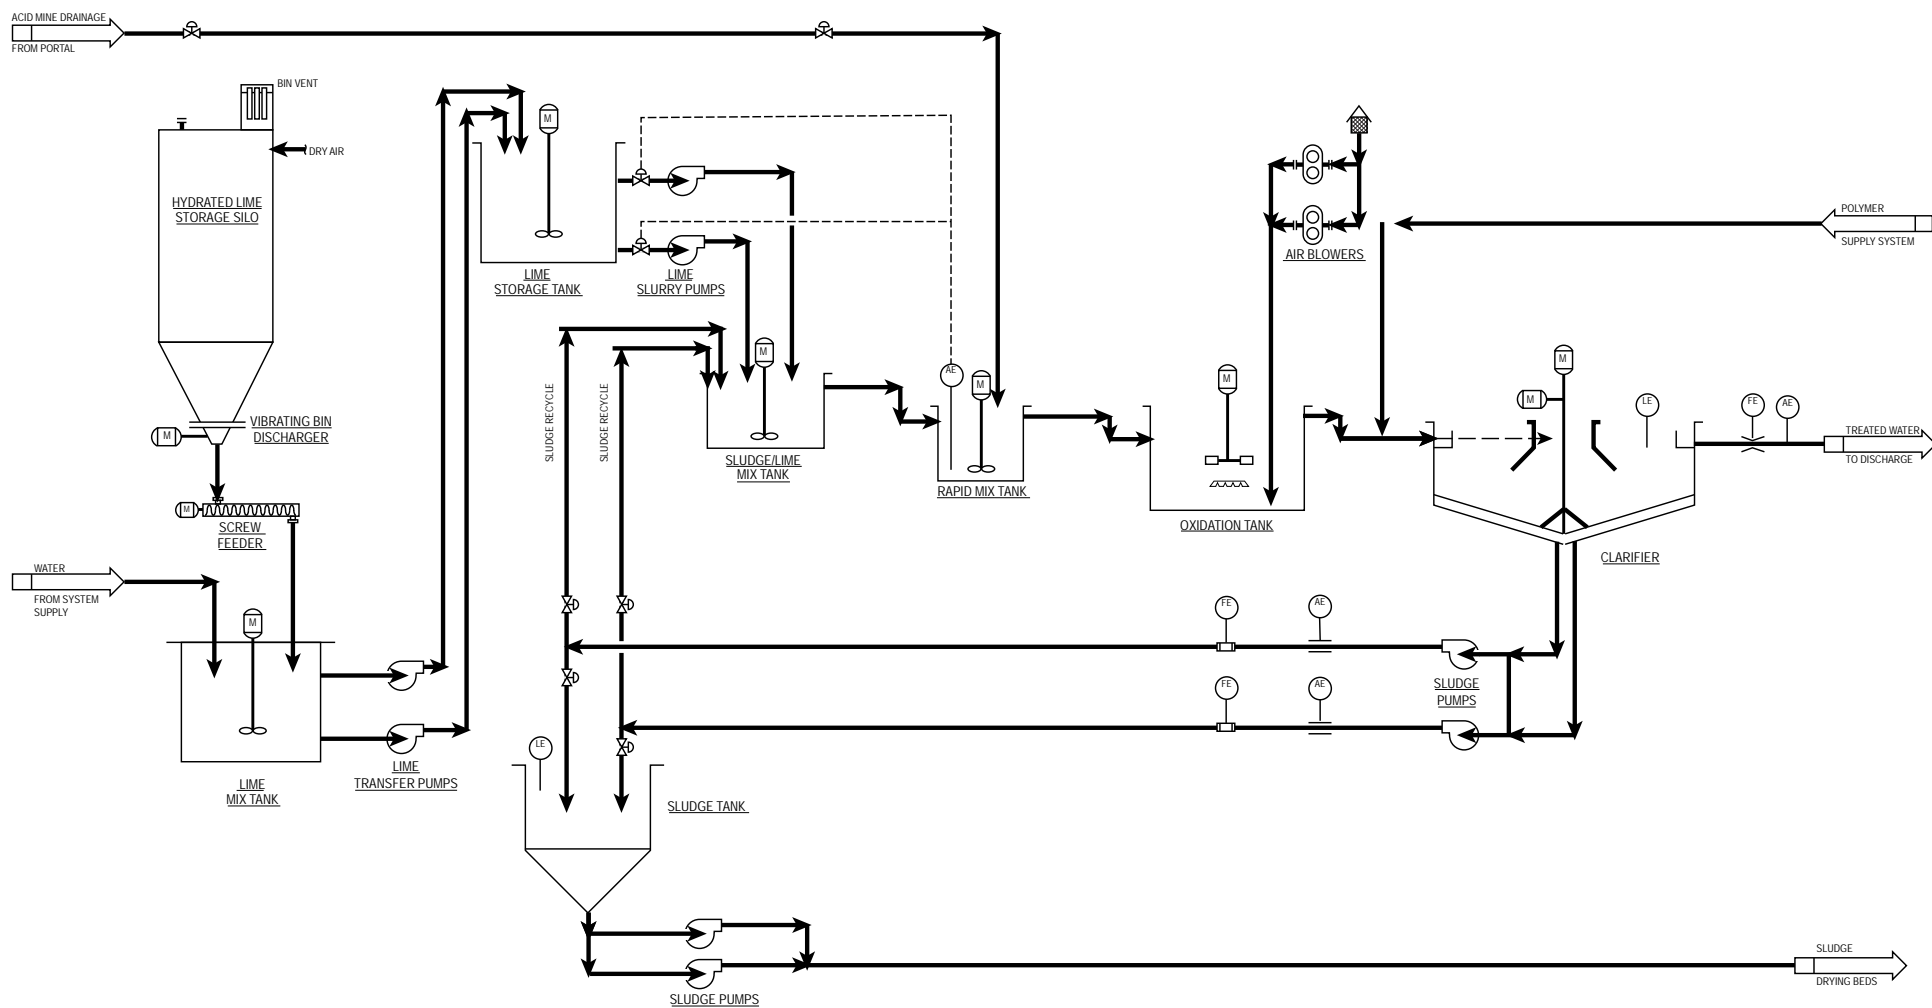 ACID MINE DRAINAGE
FROM PORTAL
BIN VENT
DRY AIR
HYDRATED LIME
STORAGE SILO
M
LIME
STORAGE TANK
LIME
SLURRY PUMPS
AIR BLOWERS
POLYMER
SUPPLY SYSTEM
VIBRATING BIN
DISCHARGER
M
M
SCREW
FEEDER
SLUDGE RECYCLE
SLUDGE RECYCLE
M
SLUDGE/LIME
MIX TANK
AE
M
RAPID MIX TANK
M
OXIDATION TANK
M
M
LE
FE
AE
TREATED WATER
TO DISCHARGE
CLARIFIER
WATER
FROM SYSTEM
SUPPLY
M
LIME
MIX TANK
LIME
TRANSFER PUMPS
FE
AE
FE
AE
SLUDGE
PUMPS
LE
SLUDGE TANK
SLUDGE PUMPS
SLUDGE
DRYING BEDS